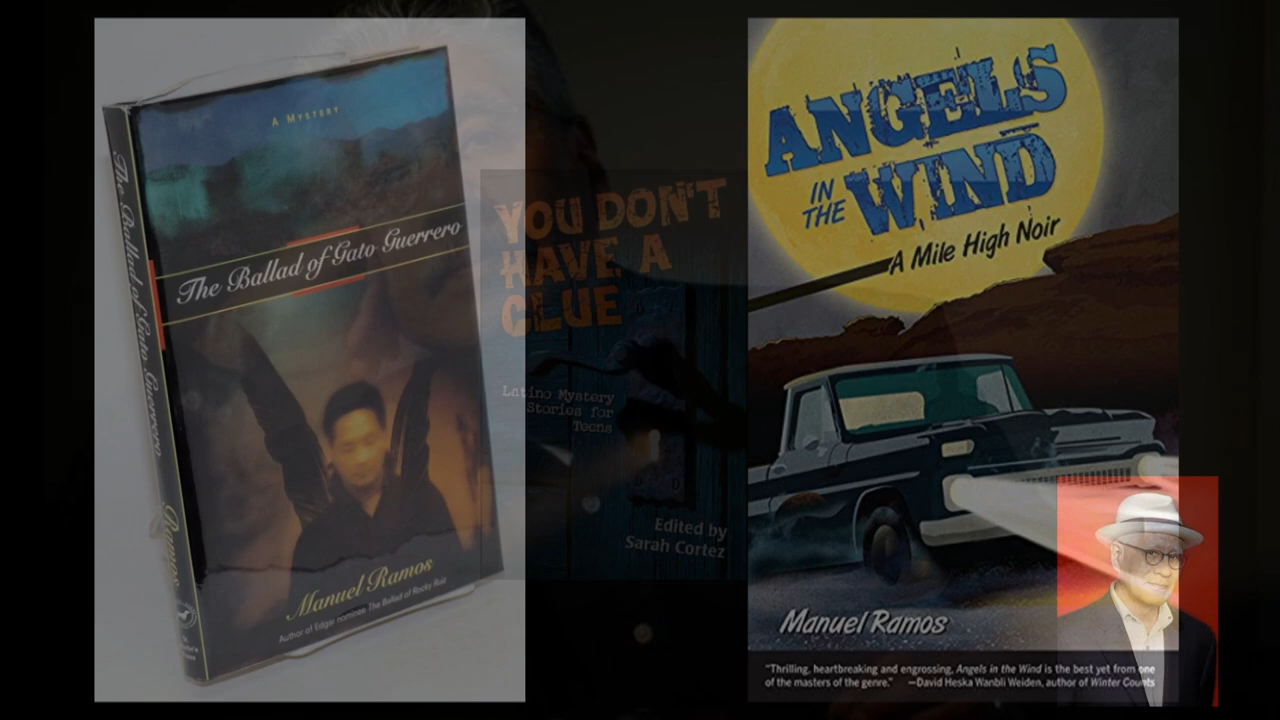 A MYSTERY
The Ballad of Gato Guerrero
Manuel Ramos
Author of Edgar nominee The Ballad of Rocky Ruiz
The Ballad of Gato Guerrero
Ramos
YOU DON'T
HAVE A
CLUE
Latino Mystery
Stories for
Teens
Edited by
Sarah Cortez
ANGELS
IN THE WIND
A Mile High Noir
Manuel Ramos
"Thrilling, heartbreaking and engrossing, Angels in the Wind is the best yet from one
of the masters of the genre." —David Heska Wanbli Weiden, author of Winter Counts